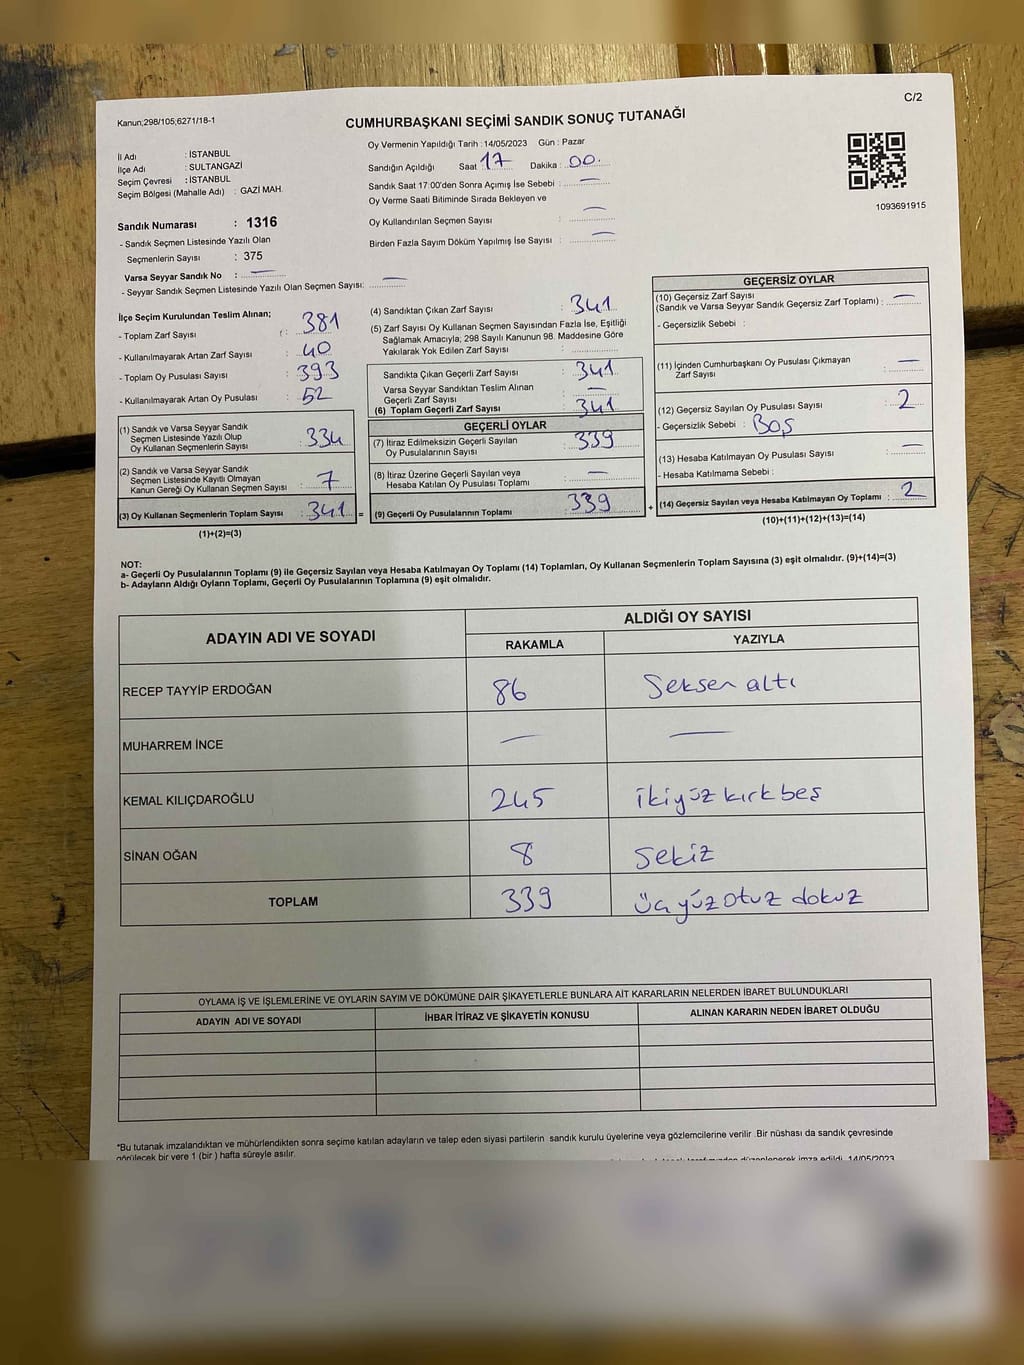 Kanun;298/105;6271/18-1
C/2
CUMHURBAŞKANI SEÇİMİ SANDIK SONUÇ TUTANAĞI
İl Adı : İSTANBUL
İlçe Adı : SULTANGAZİ
Seçim Çevresi : İSTANBUL
Seçim Bölgesi (Mahalle Adı) : GAZİ MAH.
Sandık Numarası : 1316
- Sandık Seçmen Listesinde Yazılı Olan
Seçmenlerin Sayısı : 375
Varsa Seyyar Sandık No : —
- Seyyar Sandık Seçmen Listesinde Yazılı Olan Seçmen Sayısı: —
Oy Vermenin Yapıldığı Tarih : 14/05/2023 Gün : Pazar
Sandığın Açıldığı Saat 17 Dakika : 00.
Sandık Saat 17:00'den Sonra Açımış İse Sebebi : —
Oy Verme Saati Bitiminde Sırada Bekleyen ve
Oy Kullandırılan Seçmen Sayısı : —
Birden Fazla Sayım Döküm Yapılmış İse Sayısı : —
1093691915
İlçe Seçim Kurulundan Teslim Alınan;
- Toplam Zarf Sayısı : 381
- Kullanılmayarak Artan Zarf Sayısı : 40
- Toplam Oy Pusulası Sayısı : 393
- Kullanılmayarak Artan Oy Pusulası : 52
(1) Sandık ve Varsa Seyyar Sandık
Seçmen Listesinde Yazılı Olup
Oy Kullanan Seçmenlerin Sayısı : 334
(2) Sandık ve Varsa Seyyar Sandık
Seçmen Listesinde Kayıtlı Olmayan
Kanun Gereği Oy Kullanan Seçmen Sayısı : 7
(3) Oy Kullanan Seçmenlerin Toplam Sayısı : 341 =
(1)+(2)=(3)
(4) Sandıktan Çıkan Zarf Sayısı : 341
(5) Zarf Sayısı Oy Kullanan Seçmen Sayısından Fazla İse, Eşitliği
Sağlamak Amacıyla; 298 Sayılı Kanunun 98. Maddesine Göre
Yakılarak Yok Edilen Zarf Sayısı :
Sandıkta Çıkan Geçerli Zarf Sayısı : 341
Varsa Seyyar Sandıktan Teslim Alınan
Geçerli Zarf Sayısı : —
(6) Toplam Geçerli Zarf Sayısı : 341
GEÇERLİ OYLAR
(7) İtiraz Edilmeksizin Geçerli Sayılan
Oy Pusulalarının Sayısı : 339
(8) İtiraz Üzerine Geçerli Sayılan veya
Hesaba Katılan Oy Pusulası Toplamı : —
(9) Geçerli Oy Pusulalarının Toplamı : 339 +
GEÇERSİZ OYLAR
(10) Geçersiz Zarf Sayısı
(Sandık ve Varsa Seyyar Sandık Geçersiz Zarf Toplamı) : —
- Geçersizlik Sebebi :
(11) İçinden Cumhurbaşkanı Oy Pusulası Çıkmayan
Zarf Sayısı : —
(12) Geçersiz Sayılan Oy Pusulası Sayısı : 2
- Geçersizlik Sebebi : Boş
(13) Hesaba Katılmayan Oy Pusulası Sayısı : —
- Hesaba Katılmama Sebebi :
(14) Geçersiz Sayılan veya Hesaba Katılmayan Oy Toplamı : 2
(10)+(11)+(12)+(13)=(14)
NOT:
a- Geçerli Oy Pusulalarının Toplamı (9) ile Geçersiz Sayılan veya Hesaba Katılmayan Oy Toplamı (14) Toplamları, Oy Kullanan Seçmenlerin Toplam Sayısına (3) eşit olmalıdır. (9)+(14)=(3)
b- Adayların Aldığı Oyların Toplamı, Geçerli Oy Pusulalarının Toplamına (9) eşit olmalıdır.
ADAYIN ADI VE SOYADI ALDIĞI OY SAYISI
RAKAMLA YAZIYLA
RECEP TAYYİP ERDOĞAN 86 Seksen altı
MUHARREM İNCE — —
KEMAL KILIÇDAROĞLU 245 ikiyüz kırk beş
SİNAN OĞAN 8 Sekiz
TOPLAM 339 üç yüz otuz dokuz
OYLAMA İŞ VE İŞLEMLERİNE VE OYLARIN SAYIM VE DÖKÜMÜNE DAİR ŞİKAYETLERLE BUNLARA AİT KARARLARIN NELERDEN İBARET BULUNDUKLARI
ADAYIN ADI VE SOYADI İHBAR İTİRAZ VE ŞİKAYETİN KONUSU ALINAN KARARIN NEDEN İBARET OLDUĞU
*Bu tutanak imzalandıktan ve mühürlendikten sonra seçime katılan adayların ve talep eden siyasi partilerin sandık kurulu üyelerine veya gözlemcilerine verilir .Bir nüshası da sandık çevresinde
görülecek bir yere 1 (bir ) hafta süreyle asılır.
düzenlenerek imza edildi. 14/05/2023